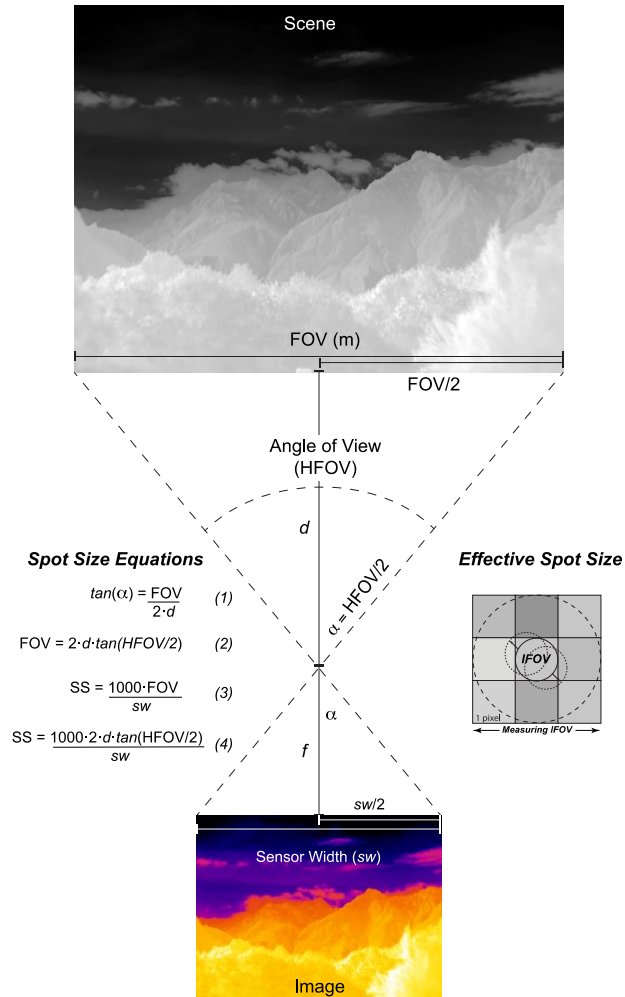 Scene
FOV (m)
FOV/2
Angle of View
(HFOV)
d
α = HFOV/2
Spot Size Equations
tan(α) = FOV / 2·d (1)
FOV = 2·d·tan(HFOV/2) (2)
SS = 1000·FOV / sw (3)
SS = 1000·2·d·tan(HFOV/2) / sw (4)
Effective Spot Size
IFOV
1 pixel
Measuring IFOV
α
f
sw/2
Sensor Width (sw)
Image